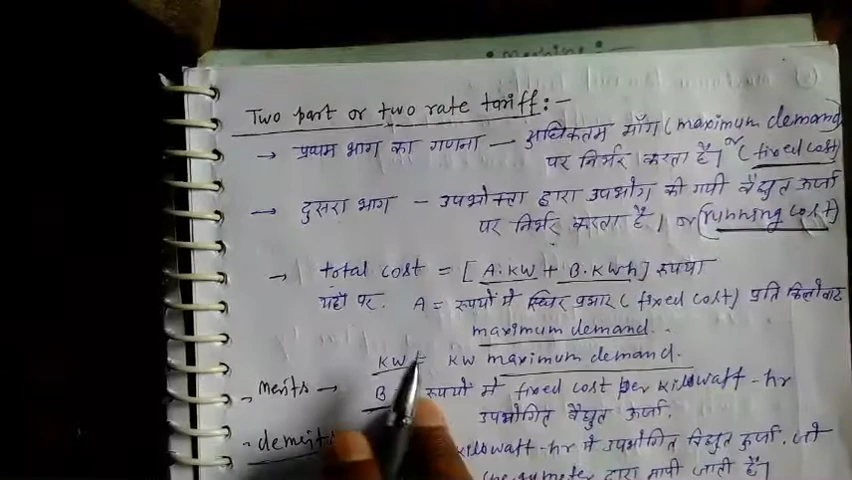 Machine :-
Two part or two rate tariff :-
→ प्रथम भाग का गणना — अधिकतम माँग (maximum demand)
पर निर्भर करता है। or (fixed cost)
→ दुसरा भाग - उपभोक्ता द्वारा उपभोग की गयी वैद्युत ऊर्जा
पर निर्भर करता है। or (running cost)
→ total cost = [A.KW + B.KWh] रूपया
यहाँ पर. A = रूपयों में स्थिर प्रभार (fixed cost) प्रति किलोवाट
maximum demand.
KW = KW maximum demand.
merits → B रूपयों में fixed cost per kilowatt-hr
उपभोगित वैद्युत ऊर्जा.
demerits kilowatt-hr में उपभोगित विद्युत ऊर्जा. जो
energymeter द्वारा मापी जाती है।